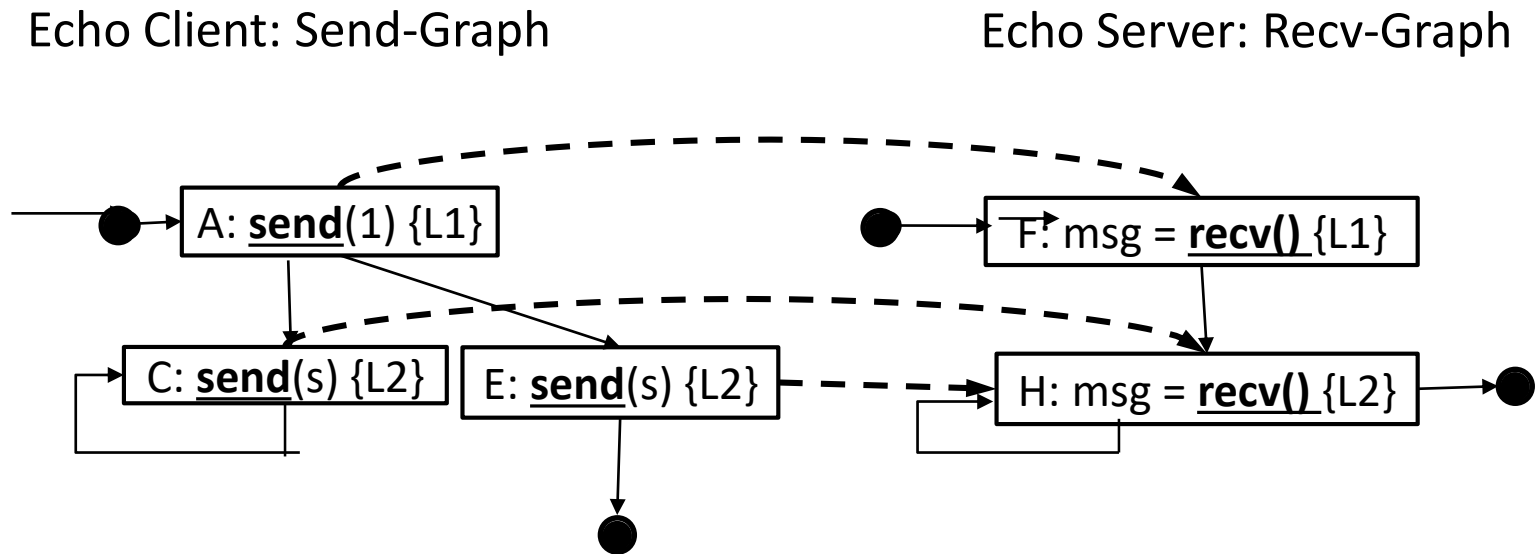 Echo Client: Send-Graph
Echo Server: Recv-Graph
A: send(1) {L1}
F: msg = recv() {L1}
C: send(s) {L2}
E: send(s) {L2}
H: msg = recv() {L2}